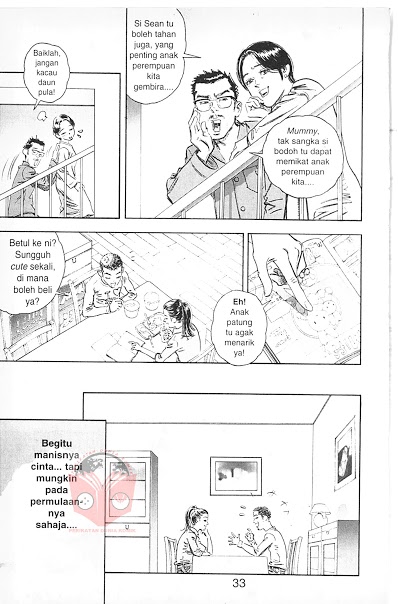 Mummy,
tak sangka si
bodoh tu dapat
memikat anak
perempuan
kita....
Si Sean tu
boleh tahan
juga, yang
penting anak
perempuan
kita
gembira....
Baiklah,
jangan
kacau
daun
pula!
Eh!
Anak
patung
tu agak
menarik
ya!
Betul ke ni?
Sungguh
cute sekali,
di mana
boleh beli
ya?
Begitu
manisnya
cinta... tapi
mungkin
pada
permulaan-
nya
sahaja....
33